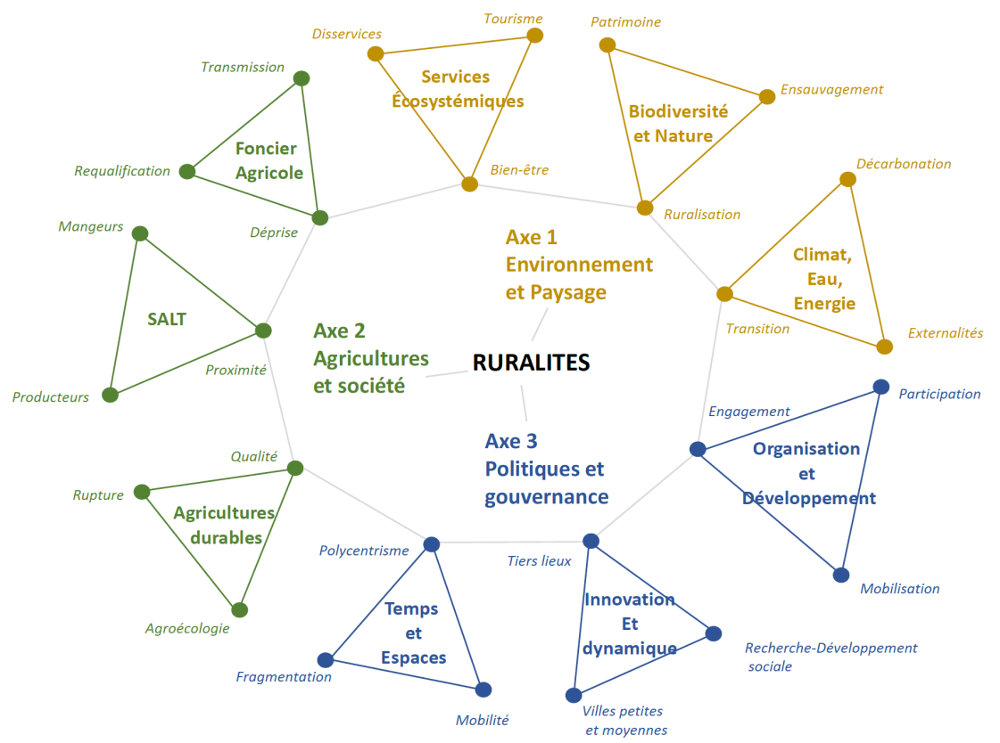 Tourisme
Disservices
Services
Écosystémiques
Bien-être
Patrimoine
Ensauvagement
Biodiversité
et Nature
Ruralisation
Décarbonation
Climat,
Eau,
Energie
Transition
Externalités
Transmission
Foncier
Agricole
Requalification
Déprise
Mangeurs
SALT
Proximité
Producteurs
Axe 1
Environnement
et Paysage
Axe 2
Agricultures
et société
RURALITES
Axe 3
Politiques et
gouvernance
Participation
Engagement
Organisation
et
Développement
Mobilisation
Qualité
Rupture
Agricultures
durables
Agroécologie
Polycentrisme
Temps
et
Espaces
Fragmentation
Mobilité
Tiers lieux
Innovation
Et
dynamique
Recherche-Développement
sociale
Villes petites
et moyennes